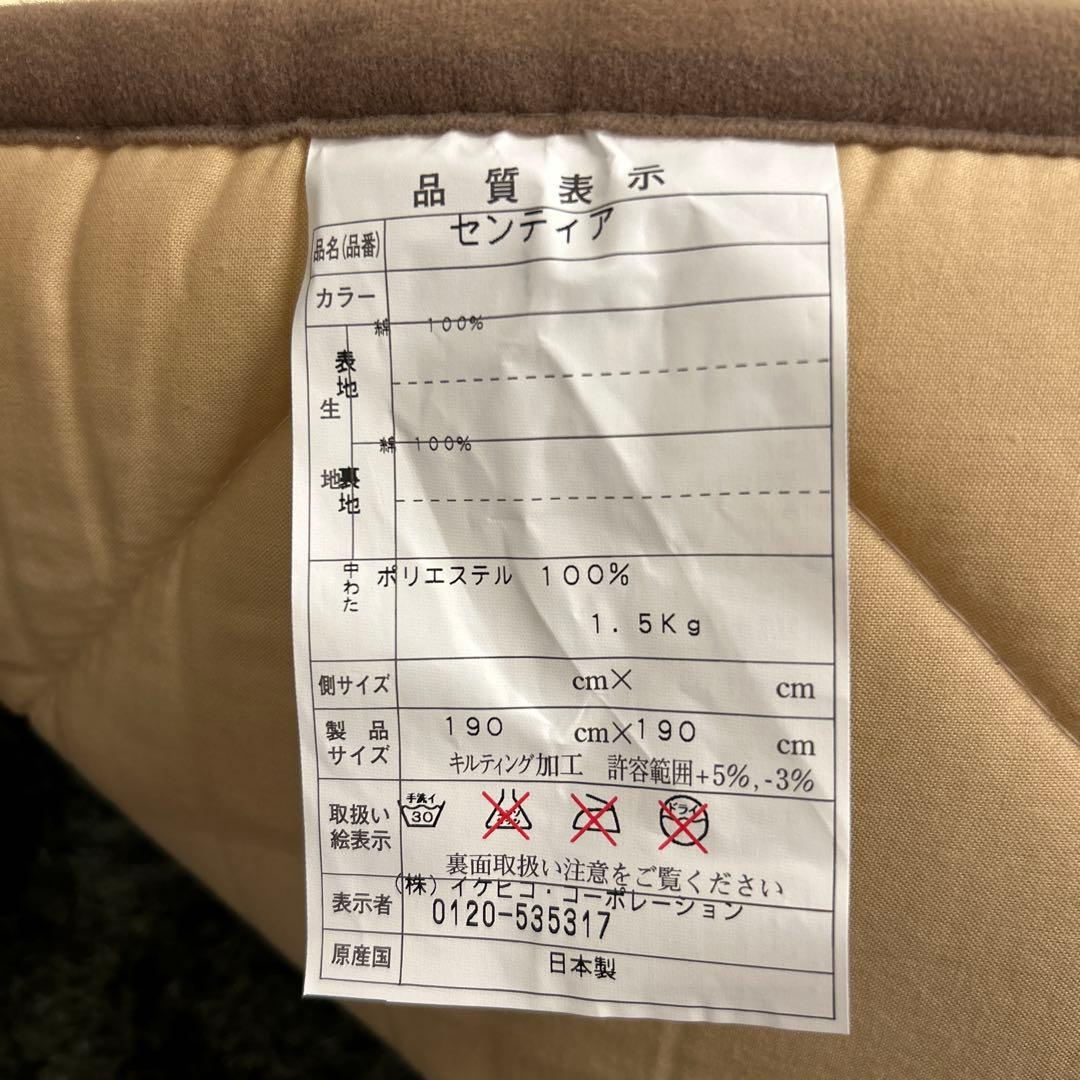 品質表示
品名(品番) センティア
カラー
生地 表地 綿 100%
裏地 綿 100%
中わた ポリエステル 100%
1.5Kg
側サイズ cm× cm
製品サイズ 190 cm×190 cm
キルティング加工 許容範囲+5%,-3%
取扱い絵表示 手洗イ 30 ドライ
裏面取扱い注意をご覧ください
表示者 (株)イケヒコ・コーポレーション
0120-535317
原産国 日本製